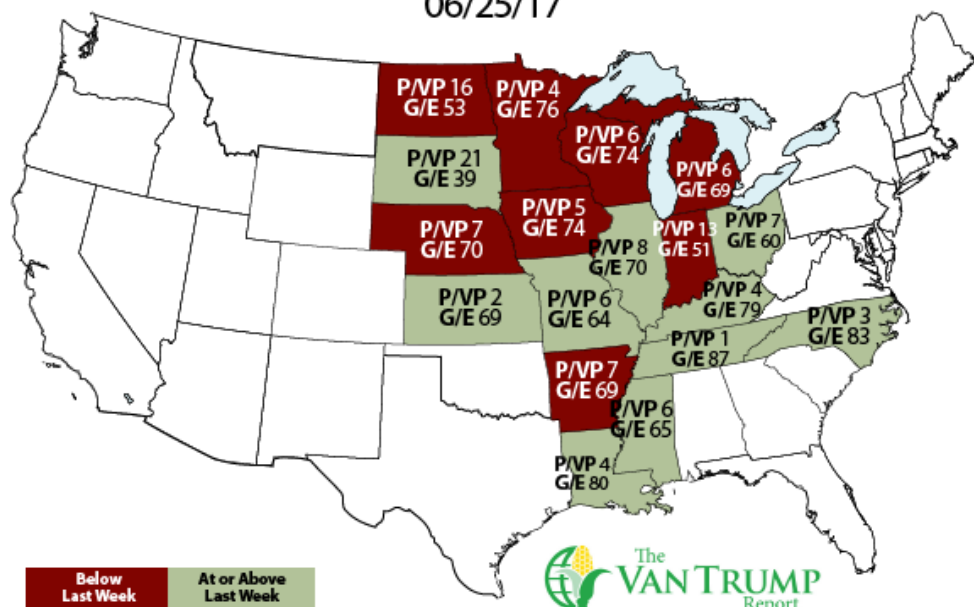 06/25/17
P/VP 16
G/E 53
P/VP 4
G/E 76
P/VP 6
G/E 74
P/VP 6
G/E 69
P/VP 21
G/E 39
P/VP 5
G/E 74
P/VP 7
G/E 70
P/VP 8
G/E 70
P/VP 13
G/E 51
P/VP 7
G/E 60
P/VP 2
G/E 69
P/VP 6
G/E 64
P/VP 4
G/E 79
P/VP 3
G/E 83
P/VP 1
G/E 87
P/VP 7
G/E 69
P/VP 6
G/E 65
P/VP 4
G/E 80
Below
Last Week
At or Above
Last Week
The
VAN TRUMP
Report